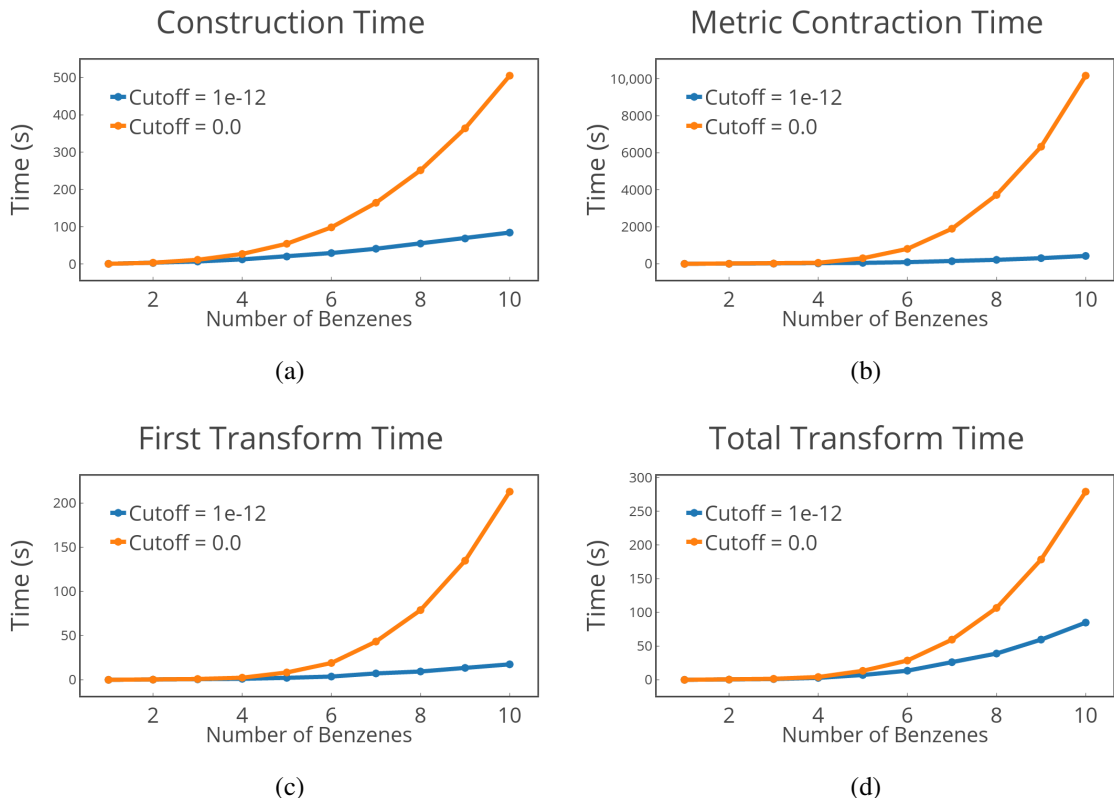 Construction Time
Time (s)
500
400
300
200
100
0
Cutoff = 1e-12
Cutoff = 0.0
2 4 6 8 10
Number of Benzenes
(a)
Metric Contraction Time
Time (s)
10,000
8000
6000
4000
2000
0
Cutoff = 1e-12
Cutoff = 0.0
2 4 6 8 10
Number of Benzenes
(b)
First Transform Time
Time (s)
200
150
100
50
0
Cutoff = 1e-12
Cutoff = 0.0
2 4 6 8 10
Number of Benzenes
(c)
Total Transform Time
Time (s)
300
250
200
150
100
50
0
Cutoff = 1e-12
Cutoff = 0.0
2 4 6 8 10
Number of Benzenes
(d)